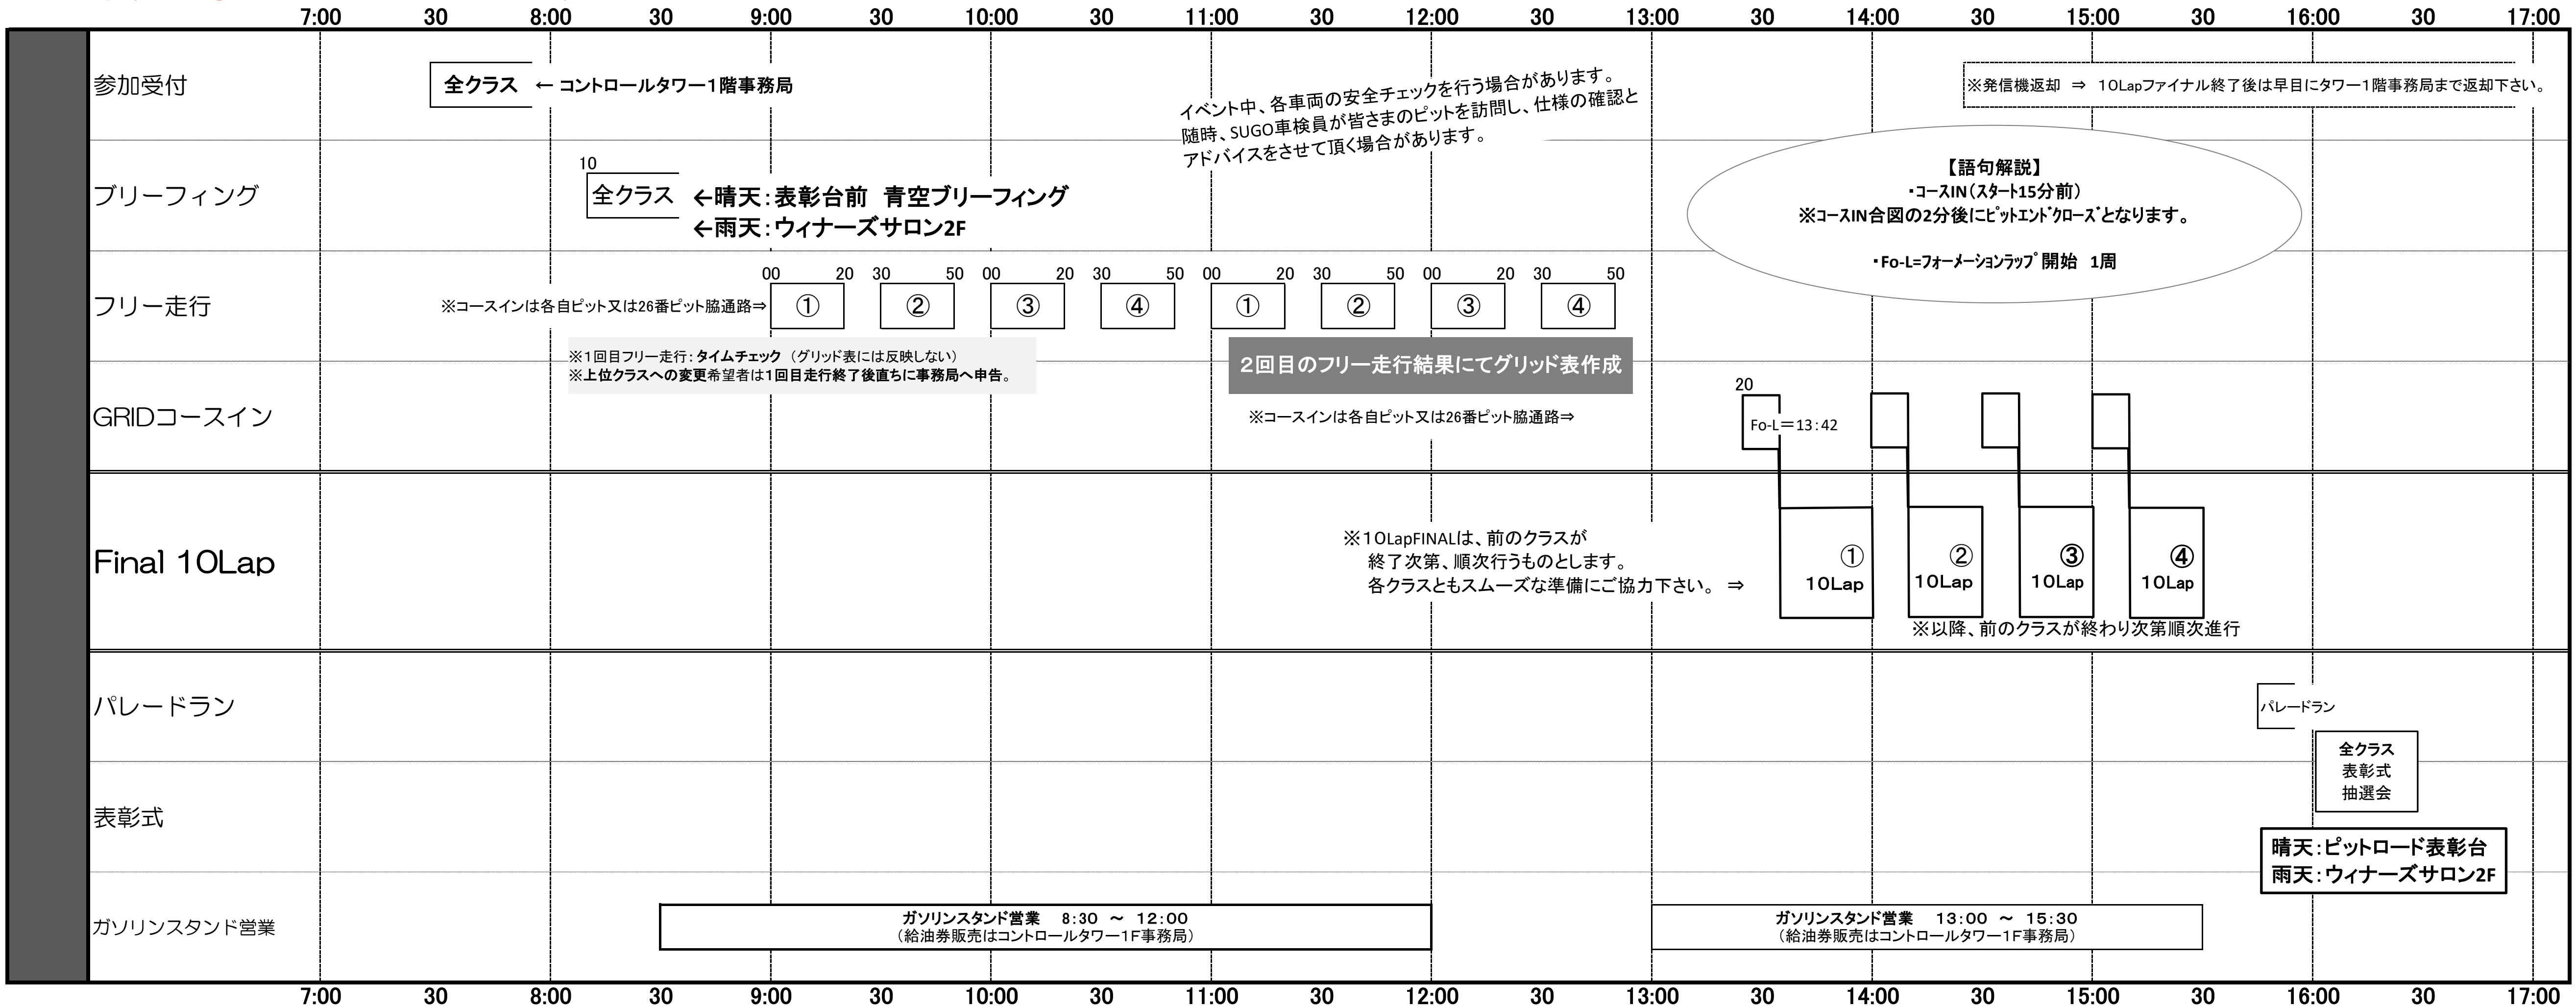 7:00 30 8:00 30 9:00 30 10:00 30 11:00 30 12:00 30 13:00 30 14:00 30 15:00 30 16:00 30 17:00
参加受付
全クラス ← コントロールタワー1階事務局
イベント中、各車両の安全チェックを行う場合があります。
随時、SUGO車検員が皆さまのピットを訪問し、仕様の確認と
アドバイスをさせて頂く場合があります。
※発信機返却 ⇒ 10Lapファイナル終了後は早目にタワー1階事務局まで返却下さい。
ブリーフィング
10
全クラス
←晴天：表彰台前 青空ブリーフィング
←雨天：ウィナーズサロン2F
【語句解説】
・コースIN（スタート15分前）
※コースIN合図の2分後にピットエンドクローズとなります。
・Fo-L=フォーメーションラップ開始 1周
フリー走行
※コースインは各自ピット又は26番ピット脇通路⇒
00 20 30 50 00 20 30 50 00 20 30 50 00 20 30 50
① ② ③ ④ ① ② ③ ④
※１回目フリー走行：タイムチェック （グリッド表には反映しない）
※上位クラスへの変更希望者は１回目走行終了後直ちに事務局へ申告。
２回目のフリー走行結果にてグリッド表作成
GRIDコースイン
※コースインは各自ピット又は26番ピット脇通路⇒
20
Fo-L＝13：42
Final 10Lap
※１０LapFINALは、前のクラスが
終了次第、順次行うものとします。
各クラスともスムーズな準備にご協力下さい。 ⇒
① ② ③ ④
10Lap 10Lap 10Lap 10Lap
※以降、前のクラスが終わり次第順次進行
パレードラン
パレードラン
表彰式
全クラス
表彰式
抽選会
晴天：ピットロード表彰台
雨天：ウィナーズサロン2F
ガソリンスタンド営業
ガソリンスタンド営業 8:30 ～ 12:00
（給油券販売はコントロールタワー１F事務局）
ガソリンスタンド営業 13:00 ～ 15:30
（給油券販売はコントロールタワー１F事務局）
7:00 30 8:00 30 9:00 30 10:00 30 11:00 30 12:00 30 13:00 30 14:00 30 15:00 30 16:00 30 17:00